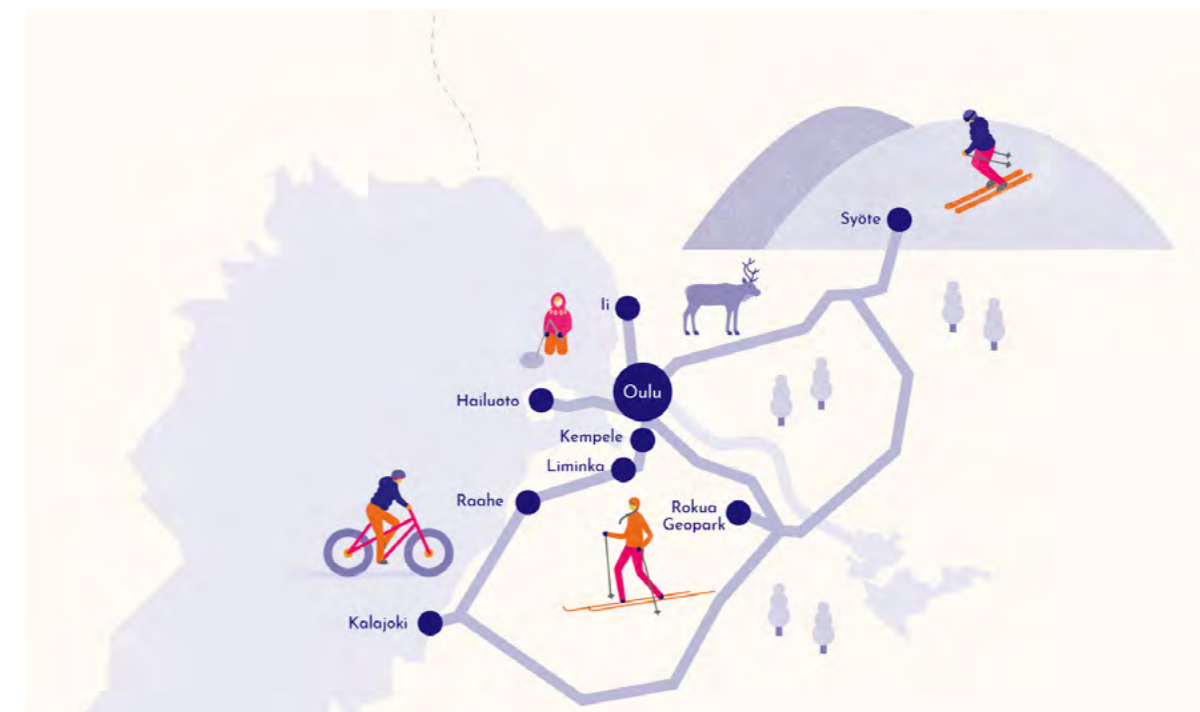 Syöte
Ii
Oulu
Hailuoto
Kempele
Liminka
Raahe
Rokua
Geopark
Kalajoki